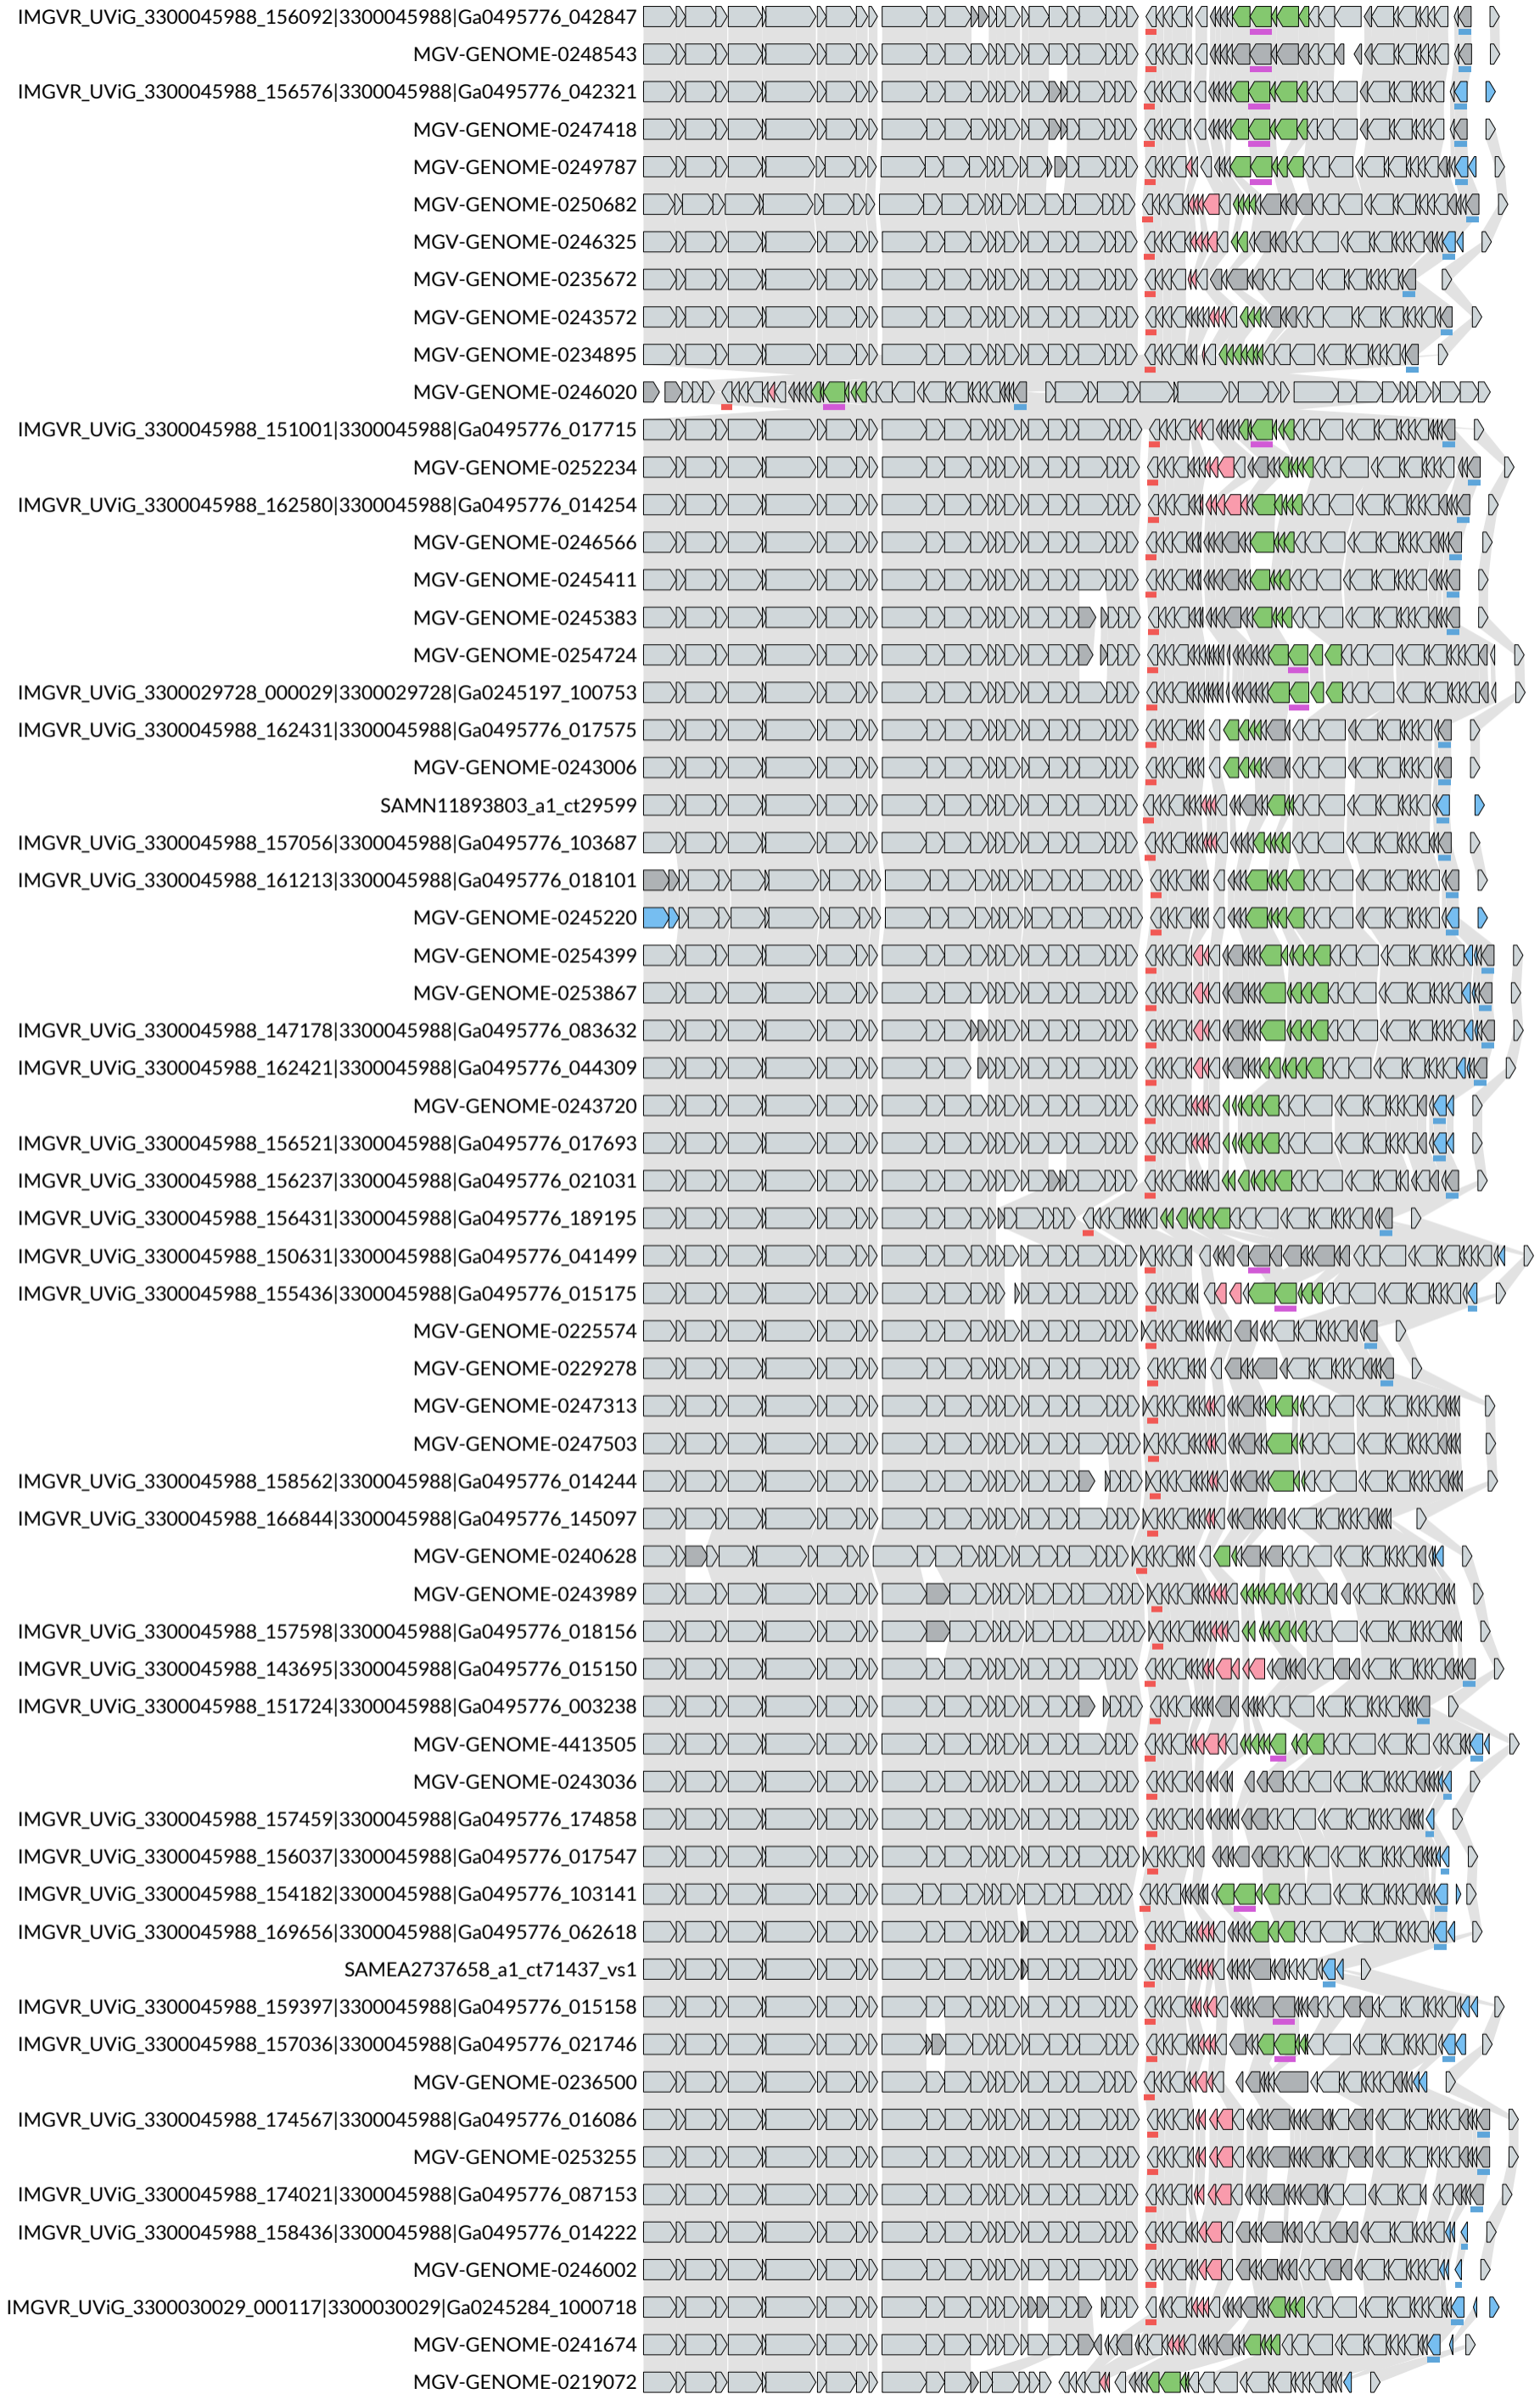 IMGVR_UViG_3300045988_156092|3300045988|Ga0495776_042847
MGV-GENOME-0248543
IMGVR_UViG_3300045988_156576|3300045988|Ga0495776_042321
MGV-GENOME-0247418
MGV-GENOME-0249787
MGV-GENOME-0250682
MGV-GENOME-0246325
MGV-GENOME-0235672
MGV-GENOME-0243572
MGV-GENOME-0234895
MGV-GENOME-0246020
IMGVR_UViG_3300045988_151001|3300045988|Ga0495776_017715
MGV-GENOME-0252234
IMGVR_UViG_3300045988_162580|3300045988|Ga0495776_014254
MGV-GENOME-0246566
MGV-GENOME-0245411
MGV-GENOME-0245383
MGV-GENOME-0254724
IMGVR_UViG_3300029728_000029|3300029728|Ga0245197_100753
IMGVR_UViG_3300045988_162431|3300045988|Ga0495776_017575
MGV-GENOME-0243006
SAMN11893803_a1_ct29599
IMGVR_UViG_3300045988_157056|3300045988|Ga0495776_103687
IMGVR_UViG_3300045988_161213|3300045988|Ga0495776_018101
MGV-GENOME-0245220
MGV-GENOME-0254399
MGV-GENOME-0253867
IMGVR_UViG_3300045988_147178|3300045988|Ga0495776_083632
IMGVR_UViG_3300045988_162421|3300045988|Ga0495776_044309
MGV-GENOME-0243720
IMGVR_UViG_3300045988_156521|3300045988|Ga0495776_017693
IMGVR_UViG_3300045988_156237|3300045988|Ga0495776_021031
IMGVR_UViG_3300045988_156431|3300045988|Ga0495776_189195
IMGVR_UViG_3300045988_150631|3300045988|Ga0495776_041499
IMGVR_UViG_3300045988_155436|3300045988|Ga0495776_015175
MGV-GENOME-0225574
MGV-GENOME-0229278
MGV-GENOME-0247313
MGV-GENOME-0247503
IMGVR_UViG_3300045988_158562|3300045988|Ga0495776_014244
IMGVR_UViG_3300045988_166844|3300045988|Ga0495776_145097
MGV-GENOME-0240628
MGV-GENOME-0243989
IMGVR_UViG_3300045988_157598|3300045988|Ga0495776_018156
IMGVR_UViG_3300045988_143695|3300045988|Ga0495776_015150
IMGVR_UViG_3300045988_151724|3300045988|Ga0495776_003238
MGV-GENOME-4413505
MGV-GENOME-0243036
IMGVR_UViG_3300045988_157459|3300045988|Ga0495776_174858
IMGVR_UViG_3300045988_156037|3300045988|Ga0495776_017547
IMGVR_UViG_3300045988_154182|3300045988|Ga0495776_103141
IMGVR_UViG_3300045988_169656|3300045988|Ga0495776_062618
SAMEA2737658_a1_ct71437_vs1
IMGVR_UViG_3300045988_159397|3300045988|Ga0495776_015158
IMGVR_UViG_3300045988_157036|3300045988|Ga0495776_021746
MGV-GENOME-0236500
IMGVR_UViG_3300045988_174567|3300045988|Ga0495776_016086
MGV-GENOME-0253255
IMGVR_UViG_3300045988_174021|3300045988|Ga0495776_087153
IMGVR_UViG_3300045988_158436|3300045988|Ga0495776_014222
MGV-GENOME-0246002
IMGVR_UViG_3300030029_000117|3300030029|Ga0245284_1000718
MGV-GENOME-0241674
MGV-GENOME-0219072